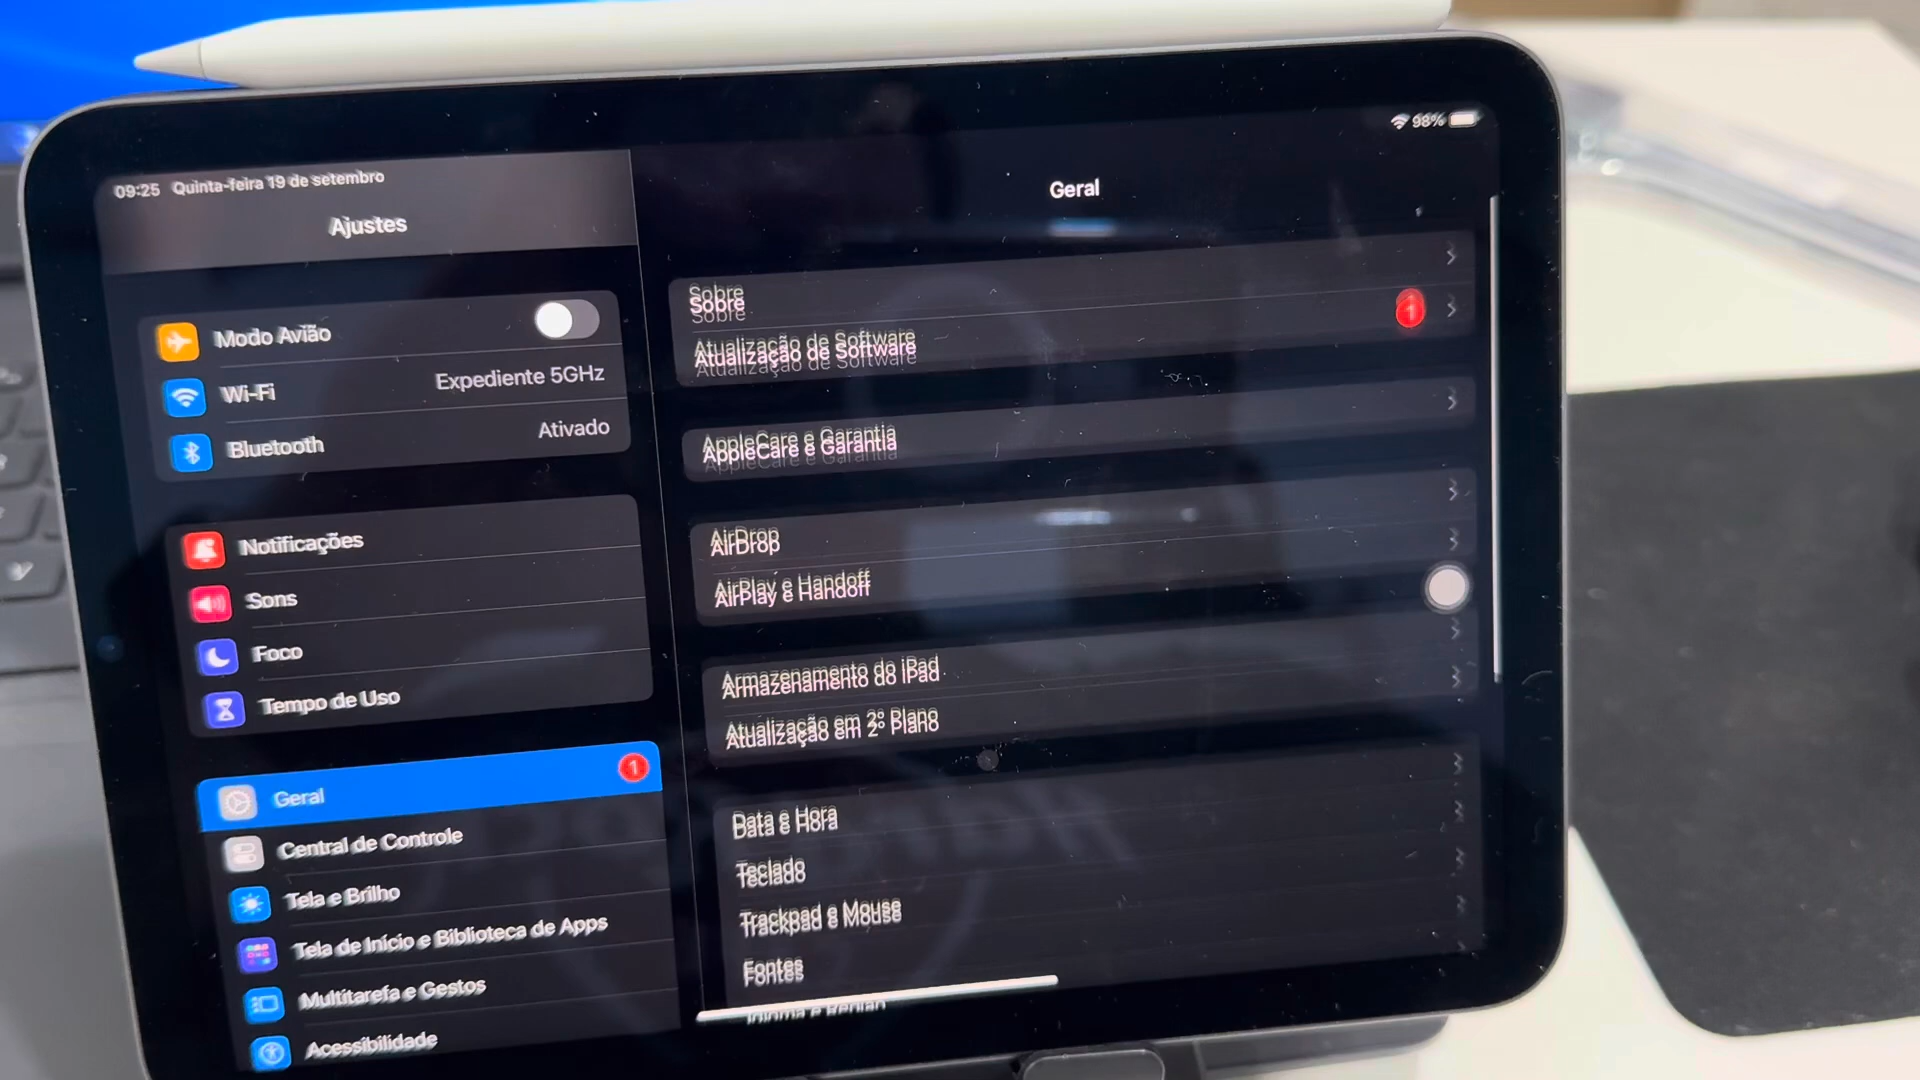 98%
09:25 Quinta-feira 19 de setembro
Ajustes
Modo Avião
Wi-Fi Expediente 5GHz
Bluetooth Ativado
Notificações
Sons
Foco
Tempo de Uso
Geral 1
Central de Controle
Tela e Brilho
Tela de Início e Biblioteca de Apps
Multitarefa e Gestos
Acessibilidade
Geral
Sobre
Atualização de Software 1
AppleCare e Garantia
AirDrop
AirPlay e Handoff
Armazenamento do iPad
Atualização em 2º Plano
Data e Hora
Teclado
Trackpad e Mouse
Fontes
Idioma e Região